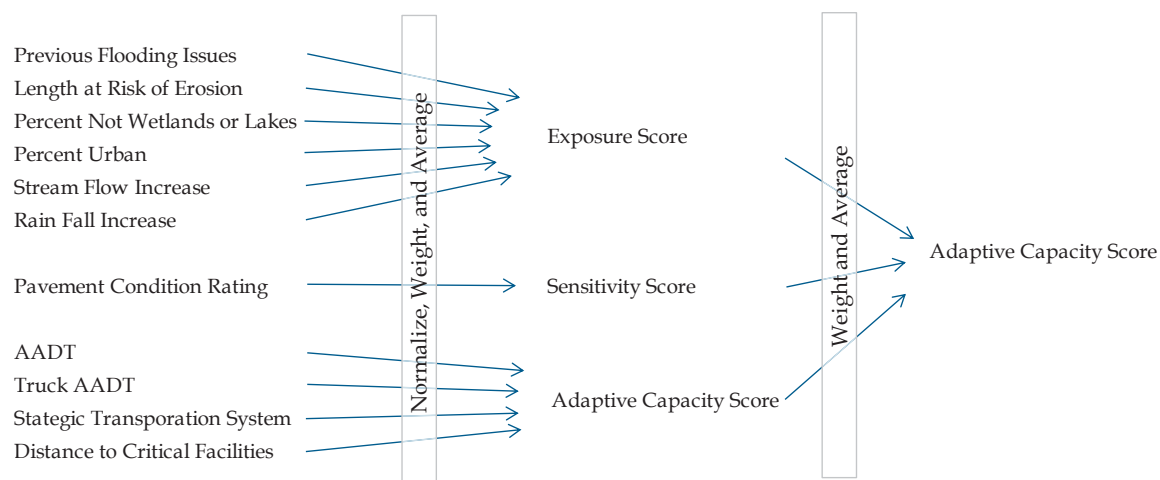 Previous Flooding Issues
Length at Risk of Erosion
Percent Not Wetlands or Lakes
Percent Urban
Stream Flow Increase
Rain Fall Increase
Pavement Condition Rating
AADT
Truck AADT
Stategic Transporation System
Distance to Critical Facilities
Normalize, Weight, and Average
Exposure Score
Sensitivity Score
Adaptive Capacity Score
Weight and Average
Adaptive Capacity Score